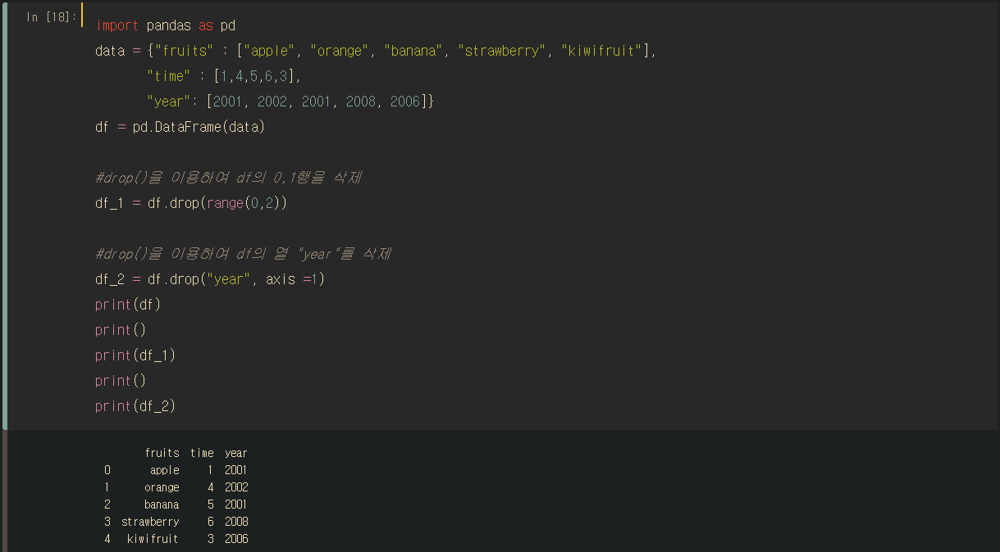 In [18]:
import pandas as pd
data = {"fruits" : ["apple", "orange", "banana", "strawberry", "kiwifruit"],
"time" : [1,4,5,6,3],
"year": [2001, 2002, 2001, 2008, 2006]}
df = pd.DataFrame(data)
#drop()을 이용하여 df의 0,1행을 삭제
df_1 = df.drop(range(0,2))
#drop()을 이용하여 df의 열 "year"를 삭제
df_2 = df.drop("year", axis =1)
print(df)
print()
print(df_1)
print()
print(df_2)
fruits time year
0 apple 1 2001
1 orange 4 2002
2 banana 5 2001
3 strawberry 6 2008
4 kiwifruit 3 2006